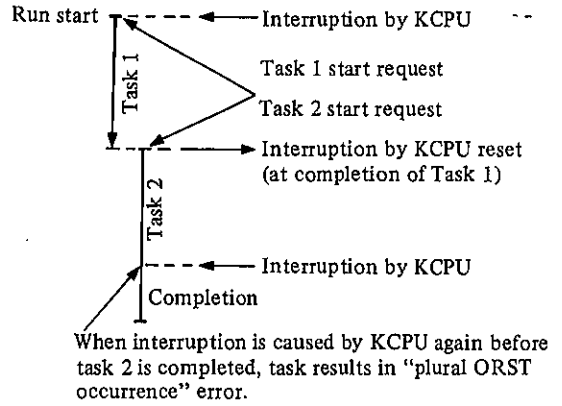 Run start
Interruption by KCPU
Task 1
Task 1 start request
Task 2 start request
Interruption by KCPU reset
(at completion of Task 1)
Task 2
Interruption by KCPU
Completion
When interruption is caused by KCPU again before
task 2 is completed, task results in “plural ORST
occurrence” error.